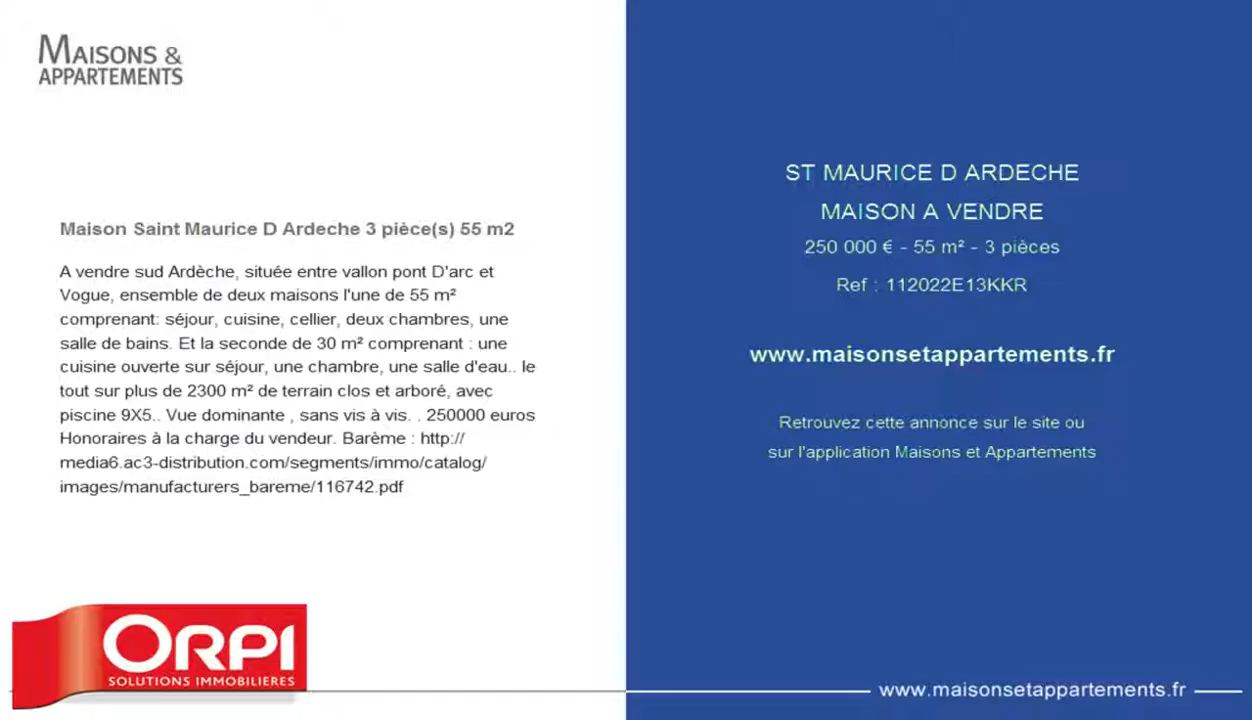 MAISONS &
APPARTEMENTS
Maison Saint Maurice D Ardeche 3 pièce(s) 55 m2
A vendre sud Ardèche, située entre vallon pont D'arc et
Vogue, ensemble de deux maisons l'une de 55 m²
comprenant: séjour, cuisine, cellier, deux chambres, une
salle de bains. Et la seconde de 30 m² comprenant : une
cuisine ouverte sur séjour, une chambre, une salle d'eau.. le
tout sur plus de 2300 m² de terrain clos et arboré, avec
piscine 9X5.. Vue dominante , sans vis à vis. . 250000 euros
Honoraires à la charge du vendeur. Barème : http://
media6.ac3-distribution.com/segments/immo/catalog/
images/manufacturers_bareme/116742.pdf
ORPI
SOLUTIONS IMMOBILIERES
ST MAURICE D ARDECHE
MAISON A VENDRE
250 000 € - 55 m² - 3 pièces
Ref : 112022E13KKR
www.maisonsetappartements.fr
Retrouvez cette annonce sur le site ou
sur l'application Maisons et Appartements
www.maisonsetappartements.fr